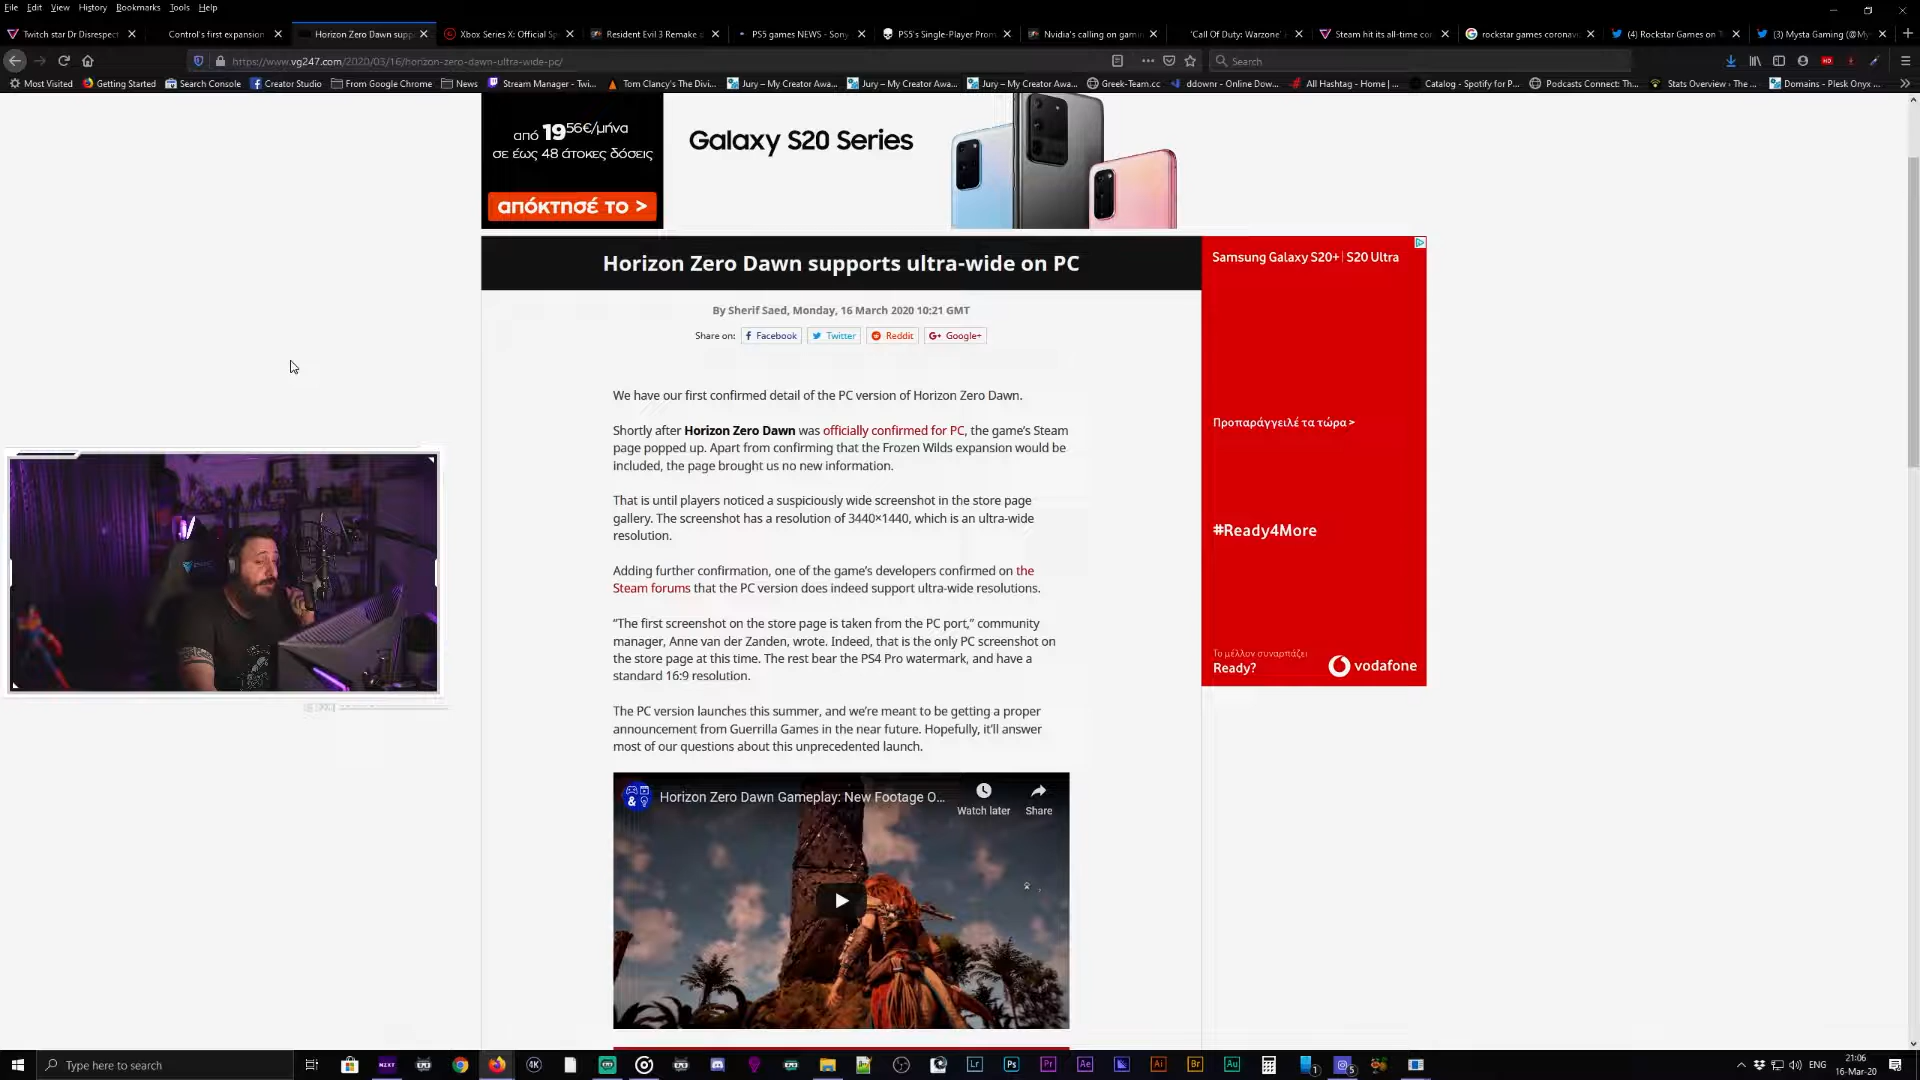 File Edit View History Bookmarks Tools Help
Twitch star Dr Disrespect
Control's first expansion
Horizon Zero Dawn supp
Xbox Series X: Official Sp
Resident Evil 3 Remake
PS5 games NEWS - Sony
PS5's Single-Player Prom
Nvidia's calling on gamin
'Call Of Duty: Warzone'
Steam hit its all-time con
rockstar games coronav
(4) Rockstar Games on T
(3) Mysta Gaming (@My
https://www.vg247.com/2020/03/16/horizon-zero-dawn-ultra-wide-pc/
Search
Most Visited
Getting Started
Search Console
Creator Studio
From Google Chrome
News
Stream Manager - Twi...
Tom Clancy's The Divi...
Jury – My Creator Awa...
Jury – My Creator Awa...
Jury – My Creator Awa...
Greek-Team.cc
ddownr - Online Dow...
All Hashtag - Home | ...
Catalog - Spotify for P...
Podcasts Connect: Th...
Stats Overview ‹ The ...
Domains - Plesk Onyx ...
από 19,56€/μήνα
σε έως 48 άτοκες δόσεις
απόκτησέ το >
Galaxy S20 Series
Horizon Zero Dawn supports ultra-wide on PC
By Sherif Saed, Monday, 16 March 2020 10:21 GMT
Share on: Facebook Twitter Reddit Google+
We have our first confirmed detail of the PC version of Horizon Zero Dawn.
Shortly after Horizon Zero Dawn was officially confirmed for PC, the game's Steam
page popped up. Apart from confirming that the Frozen Wilds expansion would be
included, the page brought us no new information.
That is until players noticed a suspiciously wide screenshot in the store page
gallery. The screenshot has a resolution of 3440×1440, which is an ultra-wide
resolution.
Adding further confirmation, one of the game's developers confirmed on the
Steam forums that the PC version does indeed support ultra-wide resolutions.
"The first screenshot on the store page is taken from the PC port," community
manager, Anne van der Zanden, wrote. Indeed, that is the only PC screenshot on
the store page at this time. The rest bear the PS4 Pro watermark, and have a
standard 16:9 resolution.
The PC version launches this summer, and we're meant to be getting a proper
announcement from Guerrilla Games in the near future. Hopefully, it'll answer
most of our questions about this unprecedented launch.
Horizon Zero Dawn Gameplay: New Footage O...
Watch later
Share
Samsung Galaxy S20+ | S20 Ultra
Προπαράγγειλέ τα τώρα >
#Ready4More
Το μέλλον συναρπάζει
Ready?
vodafone
Type here to search
NZXT
4K
Lr
Ps
Pr
Ae
Ai
Br
Au
1
5
ENG
21:06
16-Mar-20